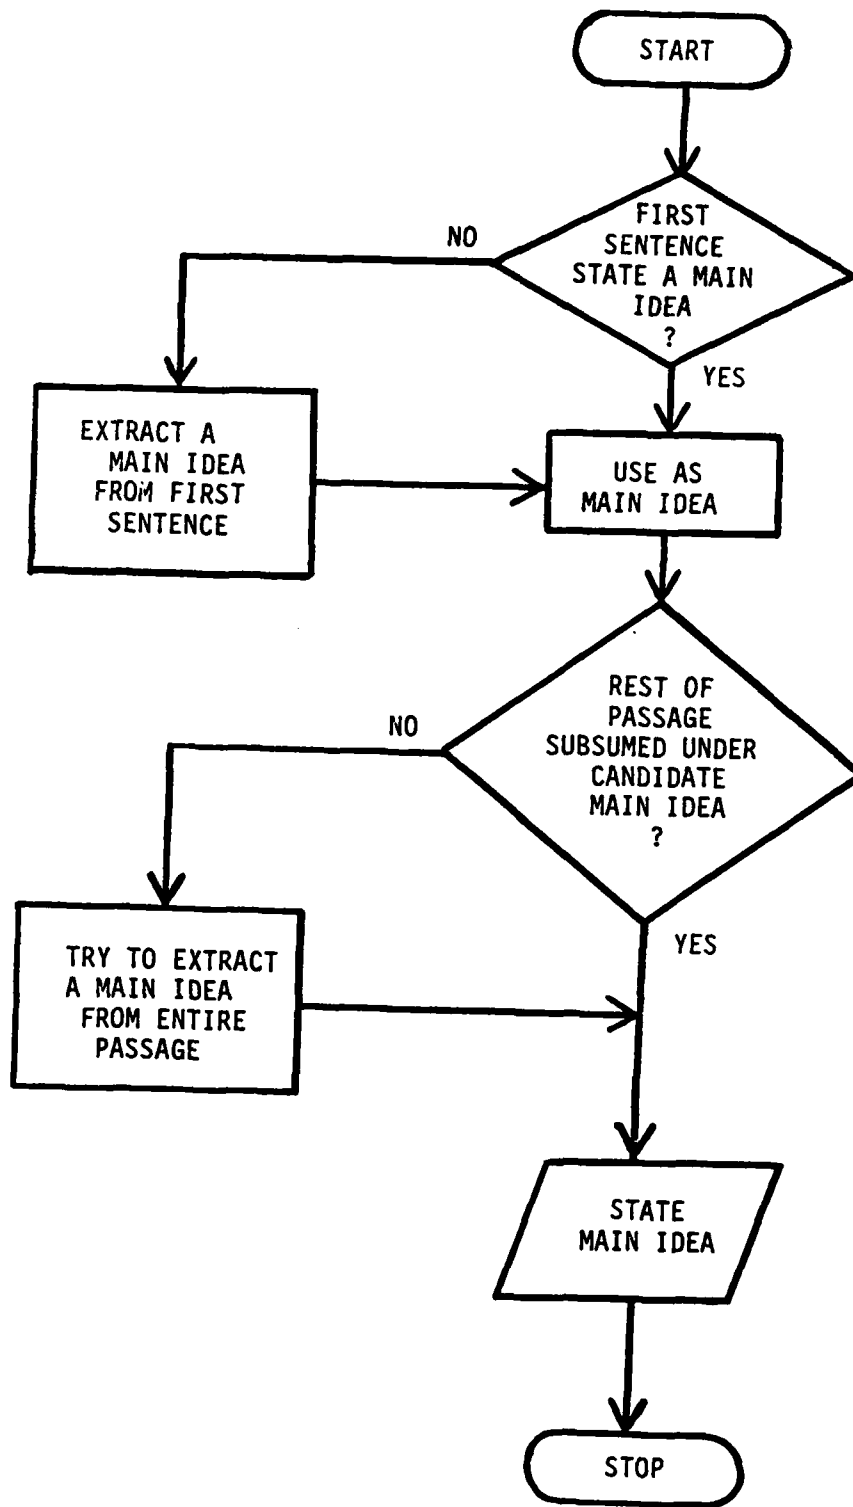 START
FIRST
SENTENCE
STATE A MAIN
IDEA
?
NO
YES
EXTRACT A
MAIN IDEA
FROM FIRST
SENTENCE
USE AS
MAIN IDEA
REST OF
PASSAGE
SUBSUMED UNDER
CANDIDATE
MAIN IDEA
?
NO
YES
TRY TO EXTRACT
A MAIN IDEA
FROM ENTIRE
PASSAGE
STATE
MAIN IDEA
STOP